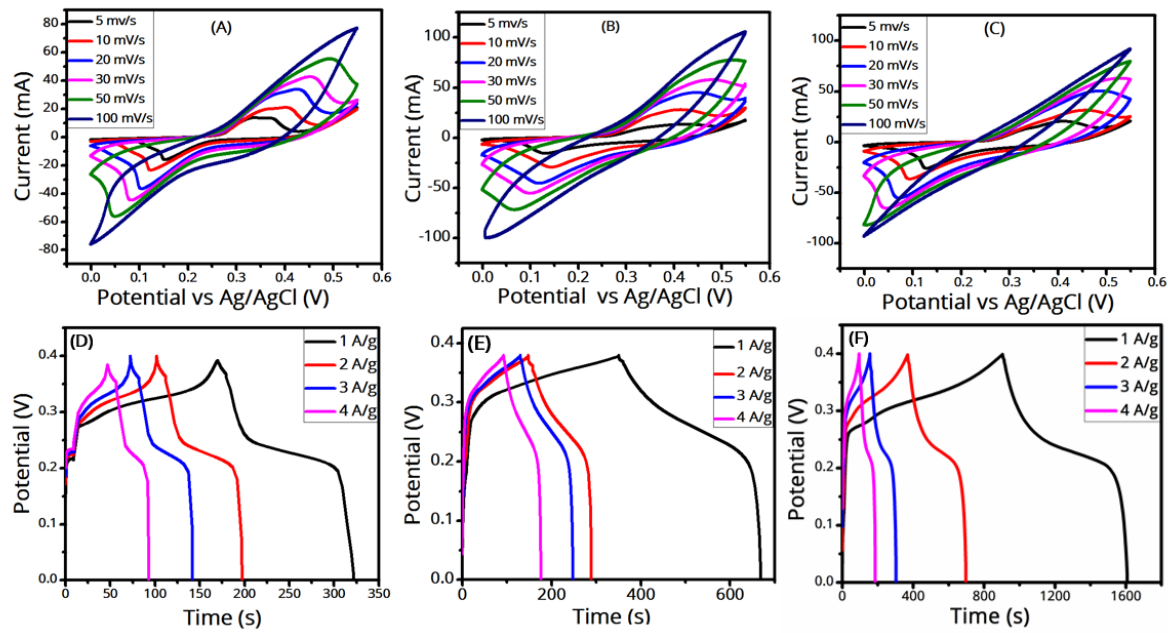 (A)
5 mv/s
10 mV/s
20 mV/s
30 mV/s
50 mV/s
100 mV/s
80
60
40
20
0
-20
-40
-60
-80
Current (mA)
0.0 0.1 0.2 0.3 0.4 0.5 0.6
Potential vs Ag/AgCl (V)
(B)
5 mv/s
10 mV/s
20 mV/s
30 mV/s
50 mV/s
100 mV/s
100
50
0
-50
-100
Current (mA)
0.0 0.1 0.2 0.3 0.4 0.5 0.6
Potential vs Ag/AgCl (V)
(C)
5 mv/s
10 mV/s
20 mV/s
30 mV/s
50 mV/s
100 mV/s
100
50
0
-50
-100
Current (mA)
0.0 0.1 0.2 0.3 0.4 0.5 0.6
Potantial vs Ag/AgCl (V)
(D)
1 A/g
2 A/g
3 A/g
4 A/g
0.4
0.3
0.2
0.1
0.0
Potential (V)
0 50 100 150 200 250 300 350
Time (s)
(E)
1 A/g
2 A/g
3 A/g
4 A/g
0.4
0.3
0.2
0.1
0.0
Potential (V)
0 200 400 600
Time (s)
(F)
1 A/g
2 A/g
3 A/g
4 A/g
0.4
0.3
0.2
0.1
0.0
Potential (V)
0 400 800 1200 1600
Time (s)